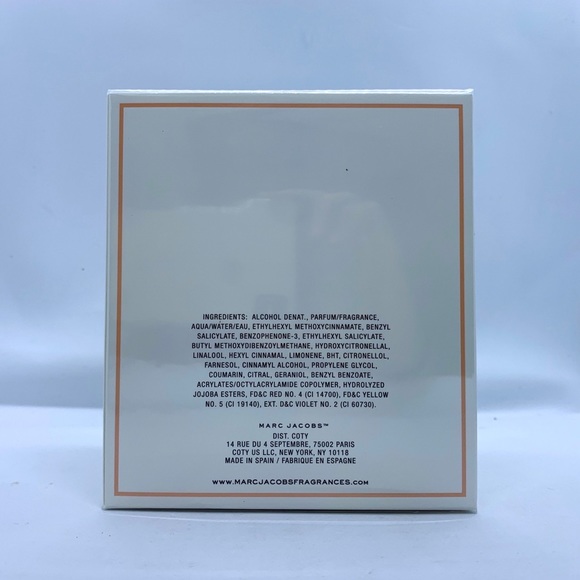 INGREDIENTS: ALCOHOL DENAT., PARFUM/FRAGRANCE,
AQUA/WATER/EAU, ETHYLHEXYL METHOXYCINNAMATE, BENZYL
SALICYLATE, BENZOPHENONE-3, ETHYLHEXYL SALICYLATE,
BUTYL METHOXYDIBENZOYLMETHANE, HYDROXYCITRONELLAL,
LINALOOL, HEXYL CINNAMAL, LIMONENE, BHT, CITRONELLOL,
FARNESOL, CINNAMYL ALCOHOL, PROPYLENE GLYCOL,
COUMARIN, CITRAL, GERANIOL, BENZYL BENZOATE,
ACRYLATES/OCTYLACRYLAMIDE COPOLYMER, HYDROLYZED
JOJOBA ESTERS, FD&C RED NO. 4 (CI 14700), FD&C YELLOW
NO. 5 (CI 19140), EXT. D&C VIOLET NO. 2 (CI 60730).
MARC JACOBS™
DIST. COTY
14 RUE DU 4 SEPTEMBRE, 75002 PARIS
COTY US LLC, NEW YORK, NY 10118
MADE IN SPAIN / FABRIQUE EN ESPAGNE
WWW.MARCJACOBSFRAGRANCES.COM